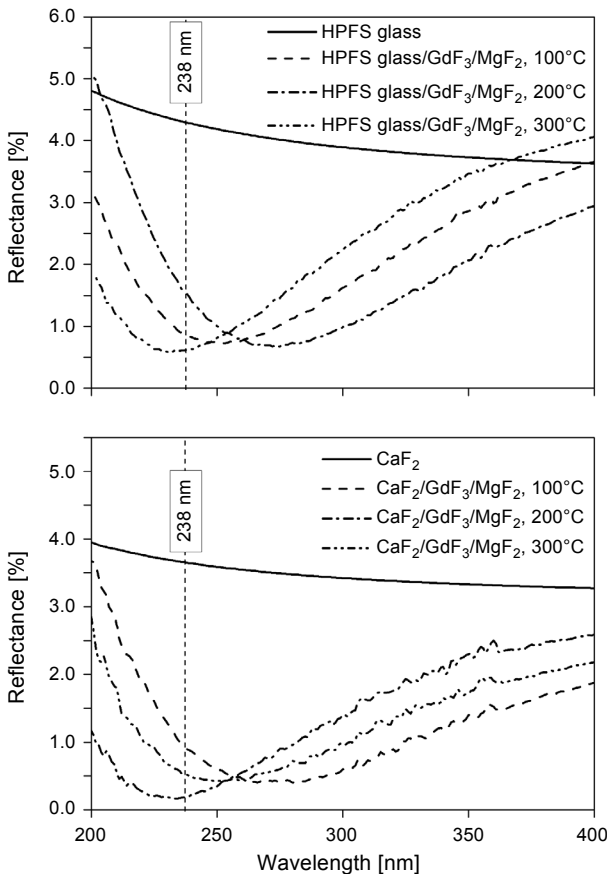 6.0
5.0
4.0
3.0
2.0
1.0
0.0
Reflectance [%]
238 nm
HPFS glass
HPFS glass/GdF₃/MgF₂, 100°C
HPFS glass/GdF₃/MgF₂, 200°C
HPFS glass/GdF₃/MgF₂, 300°C
5.0
4.0
3.0
2.0
1.0
0.0
Reflectance [%]
238 nm
CaF₂
CaF₂/GdF₃/MgF₂, 100°C
CaF₂/GdF₃/MgF₂, 200°C
CaF₂/GdF₃/MgF₂, 300°C
200 250 300 350 400
Wavelength [nm]